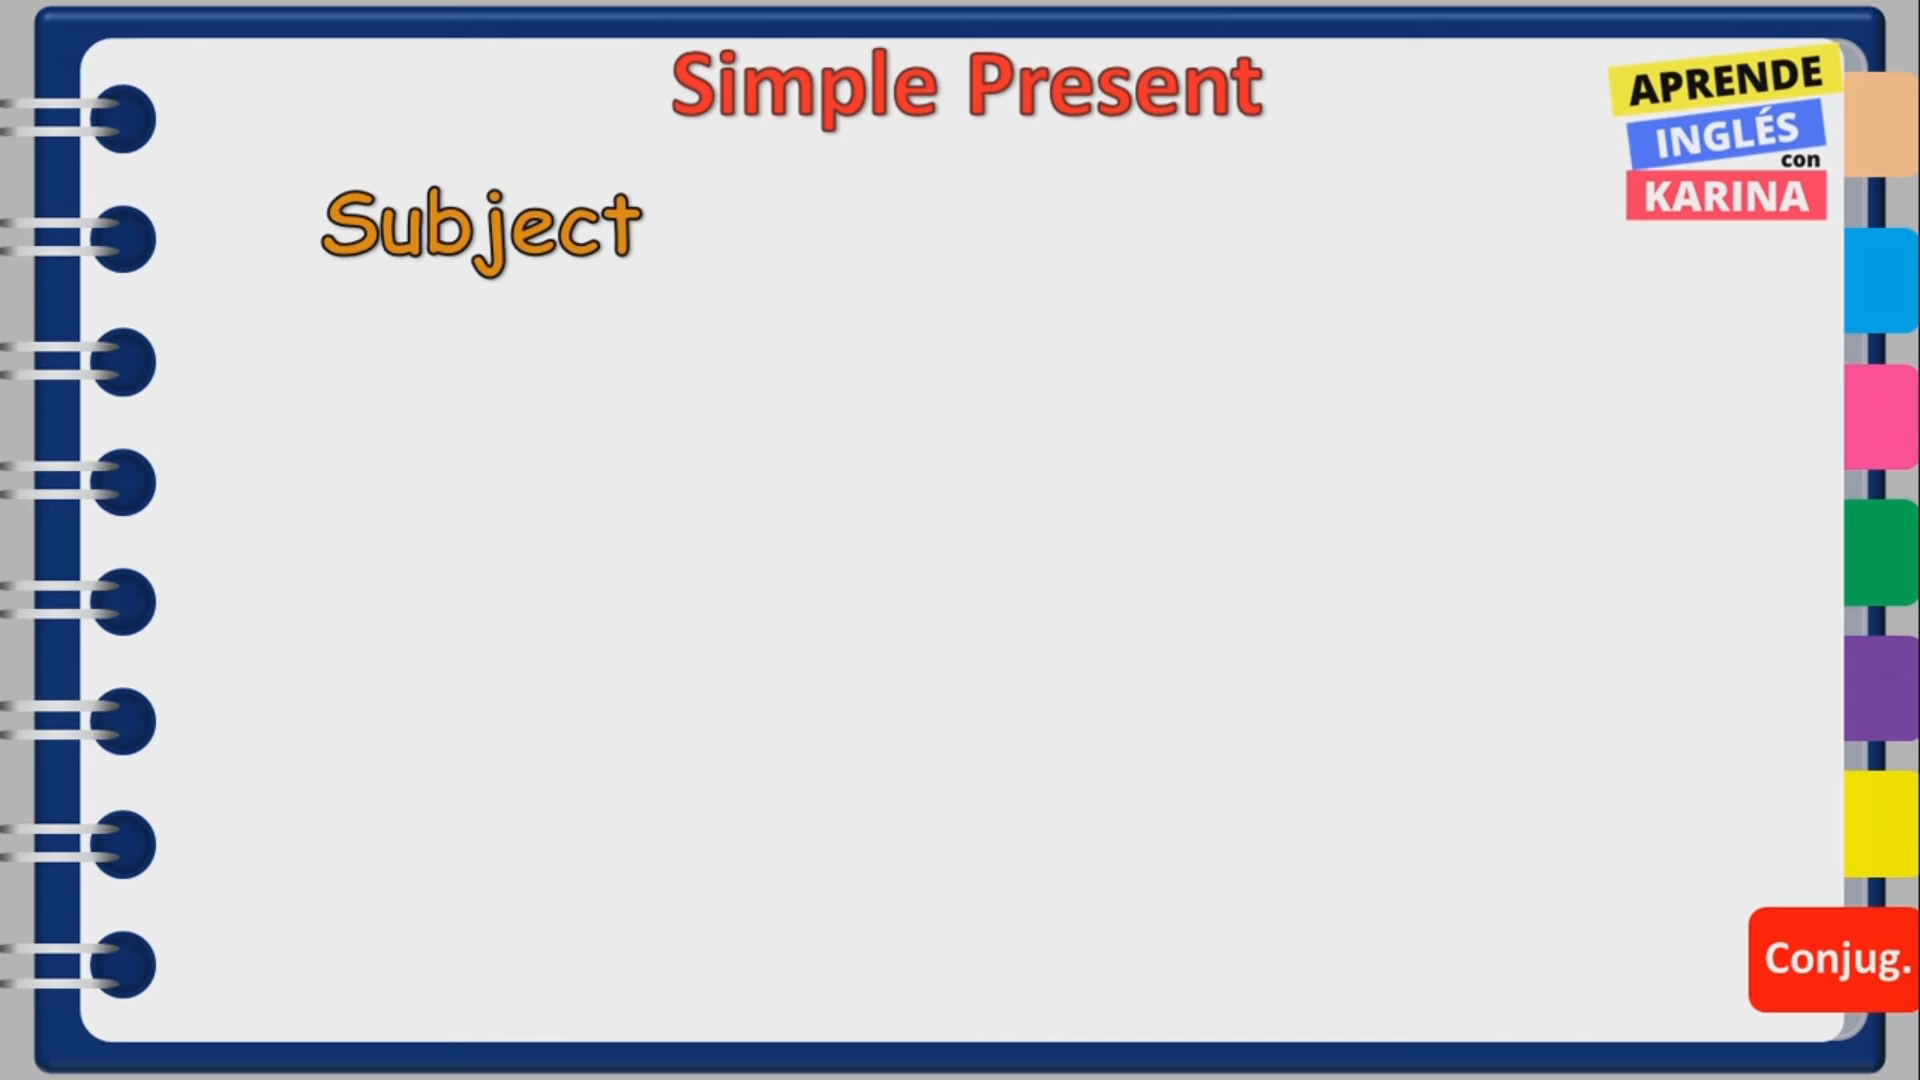 Simple Present
APRENDE
INGLÉS
con
KARINA
Subject
Conjug.